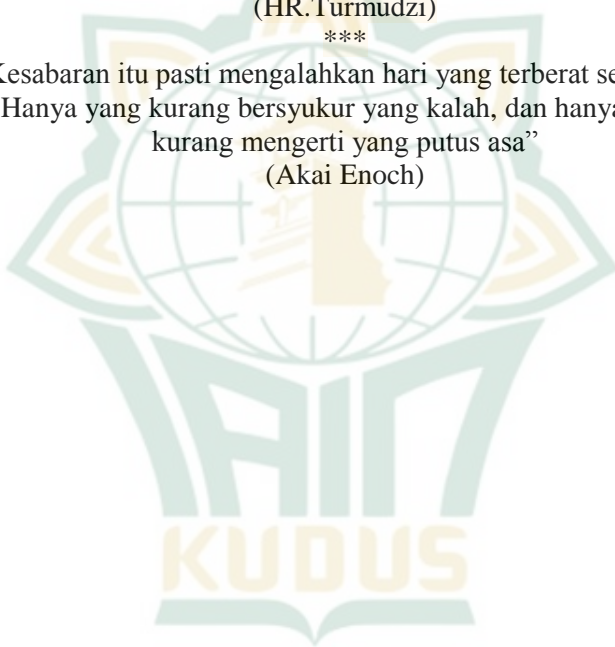 (HR.Turmudzi)
***
Kesabaran itu pasti mengalahkan hari yang terberat
Hanya yang kurang bersyukur yang kalah, dan hanya
kurang mengerti yang putus asa”
(Akai Enoch)
IAIN
KUDUS